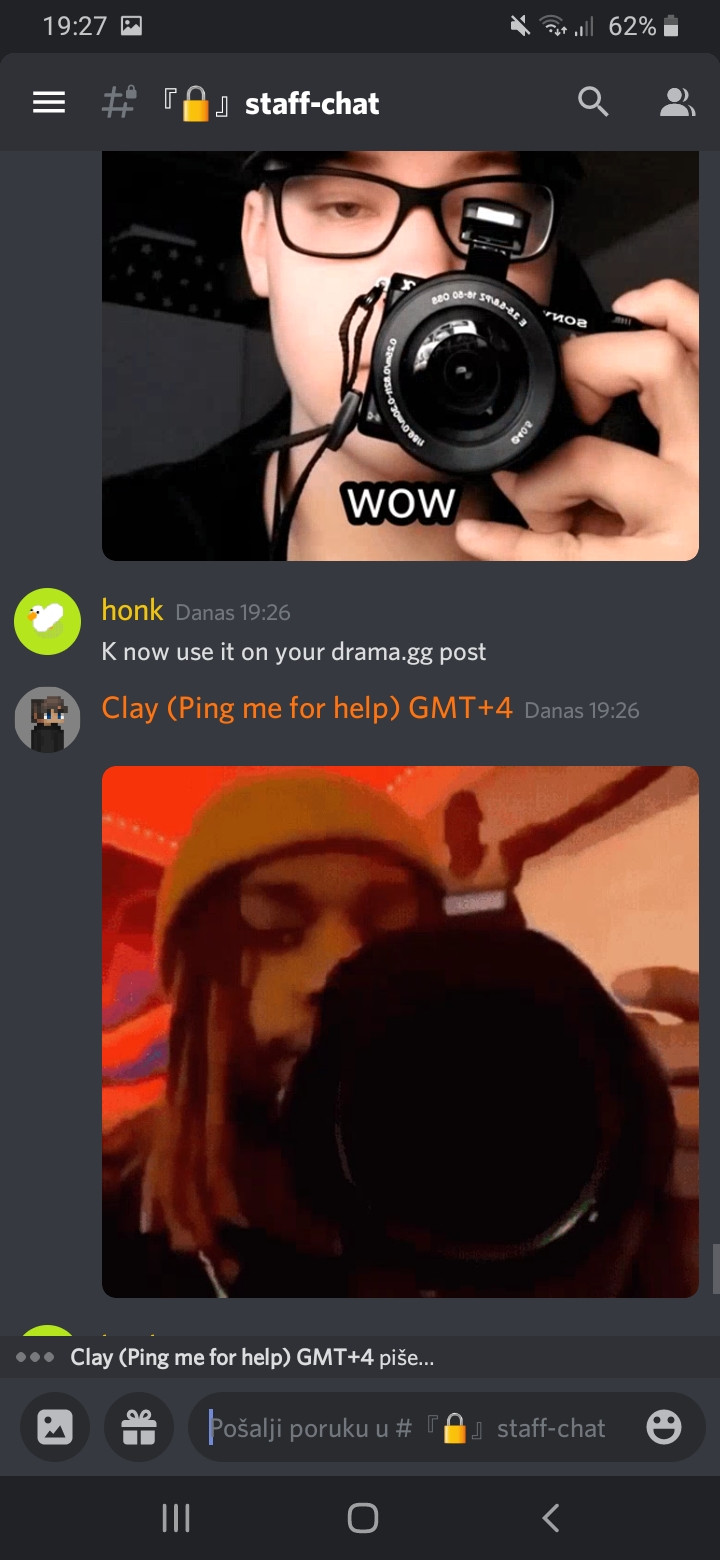 19:27 62%
# 『🔒』 staff-chat
SONY
wow
honk Danas 19:26
K now use it on your drama.gg post
Clay (Ping me for help) GMT+4 Danas 19:26
Clay (Ping me for help) GMT+4 piše...
Pošalji poruku u # 『🔒』 staff-chat